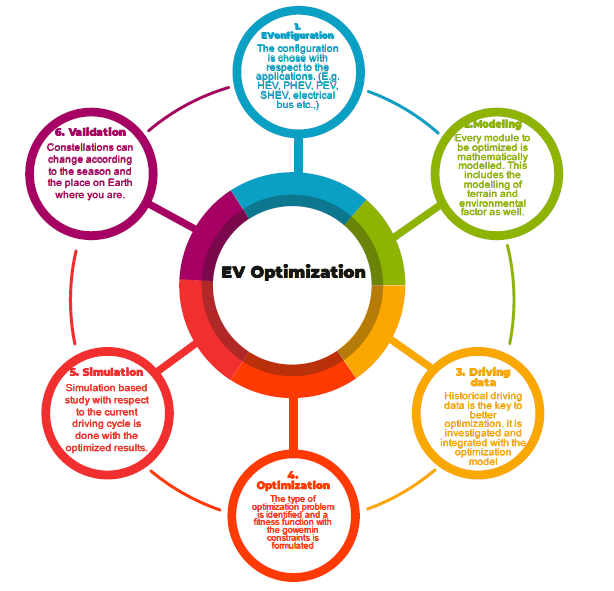 1.
EVonfiguration
The configuration
is chose with
respect to the
applications. (E.g.
HEV, PHEV, PEV,
SHEV, electrical
bus etc.,)
2.Modeling
Every module to
be optimized is
mathematically
modelled. This
includes the
modelling of
terrain and
environmental
factor as well.
3. Driving
data
Historical driving
data is the key to
better
optimization. it is
investigated and
integrated with the
optimization
model
4.
Optimization
The type of
optimization problem
is identified and a
fitness function with
the governin
constraints is
formulated
5. Simulation
Simulation based
study with respect
to the current
driving cycle is
done with the
optimized results.
6. Validation
Constellations can
change according
to the season and
the place on Earth
where you are.
EV Optimization